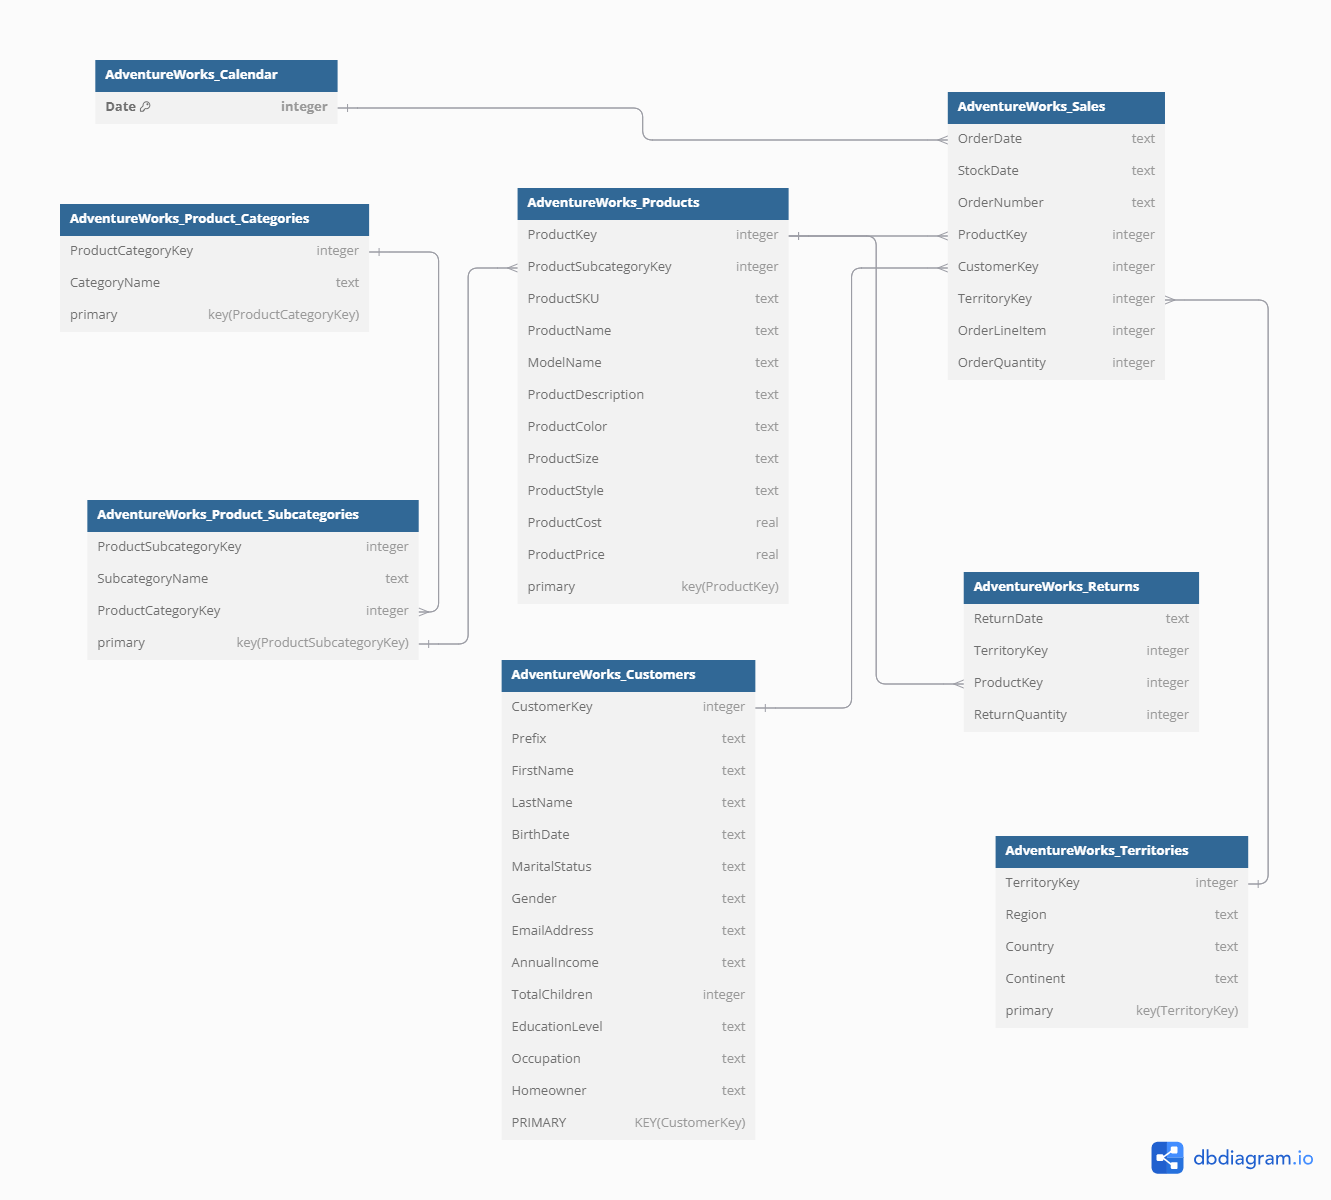 AdventureWorks_Calendar
Date integer
AdventureWorks_Product_Categories
ProductCategoryKey integer
CategoryName text
primary key(ProductCategoryKey)
AdventureWorks_Product_Subcategories
ProductSubcategoryKey integer
SubcategoryName text
ProductCategoryKey integer
primary key(ProductSubcategoryKey)
AdventureWorks_Products
ProductKey integer
ProductSubcategoryKey integer
ProductSKU text
ProductName text
ModelName text
ProductDescription text
ProductColor text
ProductSize text
ProductStyle text
ProductCost real
ProductPrice real
primary key(ProductKey)
AdventureWorks_Customers
CustomerKey integer
Prefix text
FirstName text
LastName text
BirthDate text
MaritalStatus text
Gender text
EmailAddress text
AnnualIncome text
TotalChildren integer
EducationLevel text
Occupation text
Homeowner text
PRIMARY KEY(CustomerKey)
AdventureWorks_Sales
OrderDate text
StockDate text
OrderNumber text
ProductKey integer
CustomerKey integer
TerritoryKey integer
OrderLineItem integer
OrderQuantity integer
AdventureWorks_Returns
ReturnDate text
TerritoryKey integer
ProductKey integer
ReturnQuantity integer
AdventureWorks_Territories
TerritoryKey integer
Region text
Country text
Continent text
primary key(TerritoryKey)
dbdiagram.io